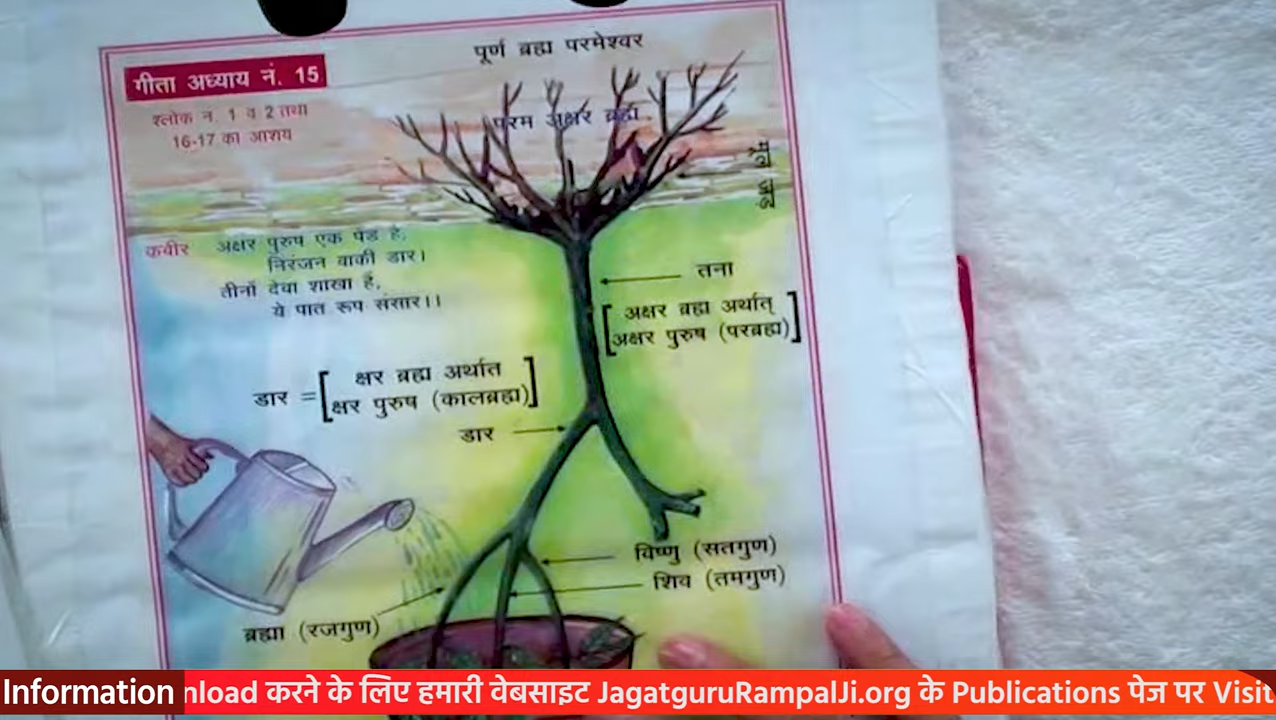 पूर्ण ब्रह्म परमेश्वर
गीता अध्याय नं. 15
श्लोक नं. 1 व 2 तथा
16-17 का आशय
परम अक्षर ब्रह्म
मूल जड़
कबीर अक्षर पुरुष एक पेड़ है,
निरंजन वाकी डार।
तीनों देवा शाखा हैं,
ये पात रूप संसार।।
तना
[अक्षर ब्रह्म अर्थात्
अक्षर पुरुष (परब्रह्म)]
डार = [क्षर ब्रह्म अर्थात
क्षर पुरुष (कालब्रह्म)]
डार
विष्णु (सतगुण)
शिव (तमगुण)
ब्रह्मा (रजगुण)
Information nload करने के लिए हमारी वेबसाइट JagatguruRampalJi.org के Publications पेज पर Visit